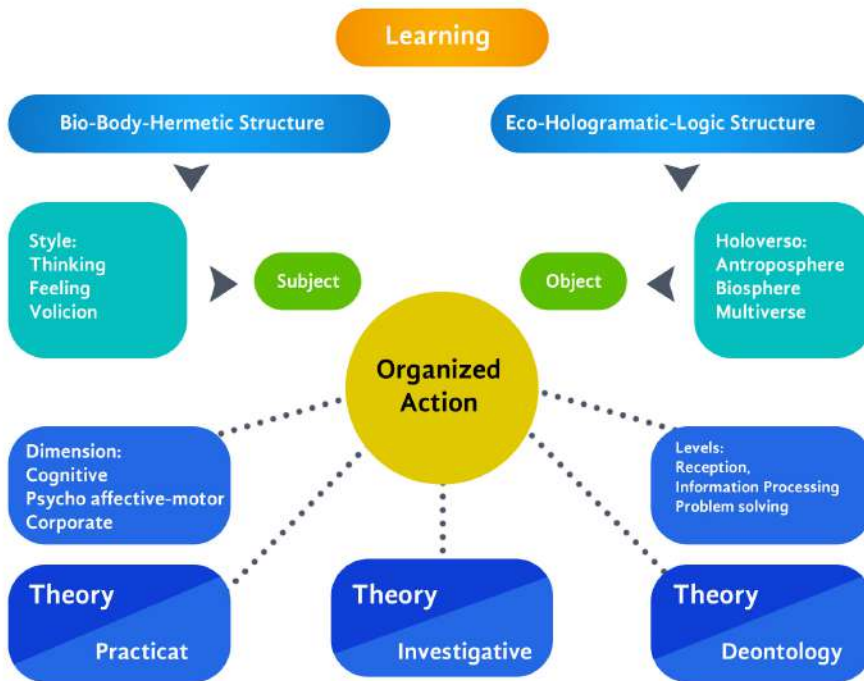 Learning
Bio-Body-Hermetic Structure
Eco-Hologramatic-Logic Structure
Style:
Thinking
Feeling
Volicion
Subject
Object
Holoverso:
Antroposphere
Biosphere
Multiverse
Organized
Action
Dimension:
Cognitive
Psycho affective-motor
Corporate
Levels:
Reception,
Information Processing
Problem solving
Theory
Practicat
Theory
Investigative
Theory
Deontology